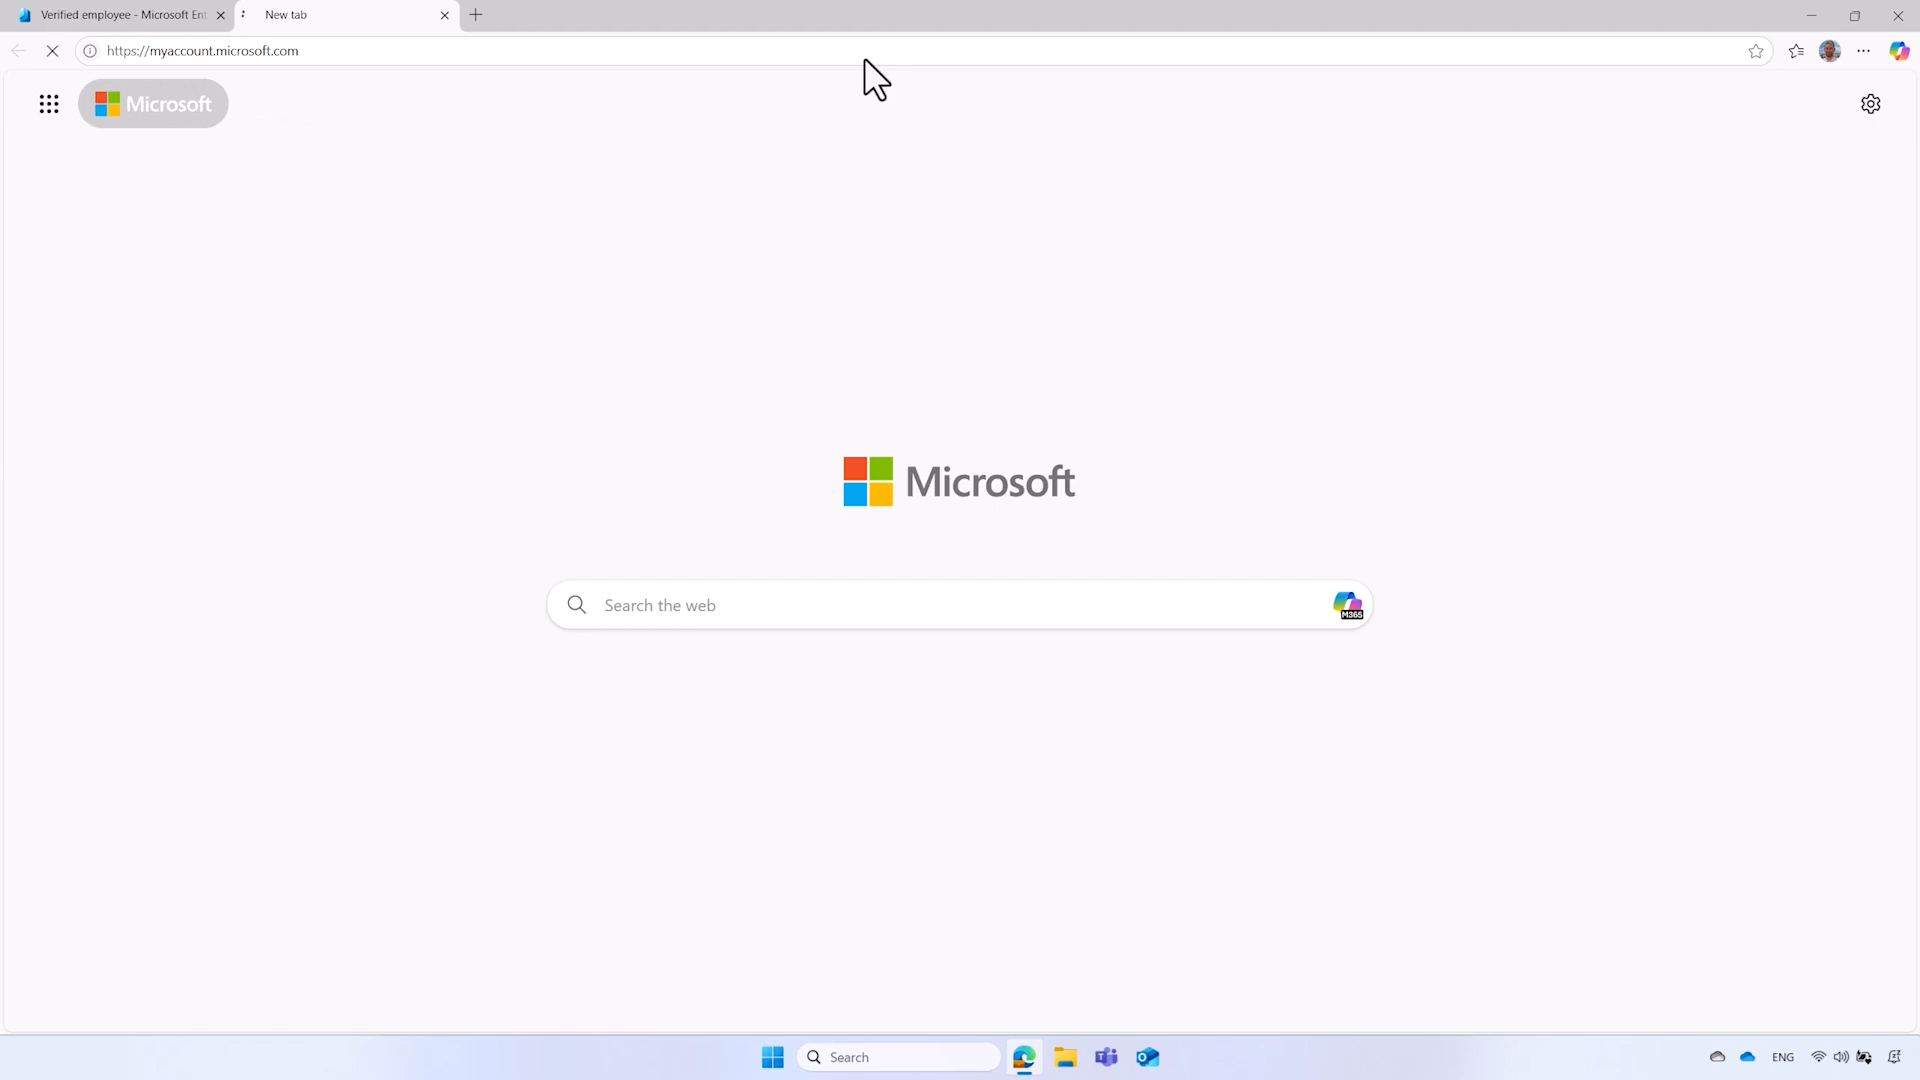 Verified employee - Microsoft Ent
New tab
https://myaccount.microsoft.com
Microsoft
Microsoft
Search the web
M365
Search
ENG